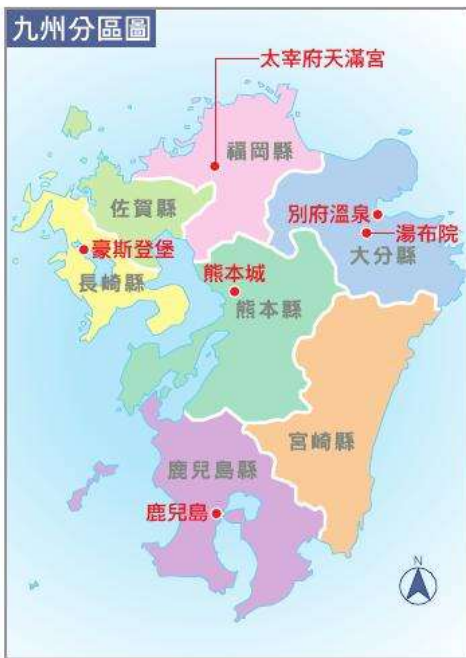 九州分區圖
太宰府天滿宮
福岡縣
佐賀縣
別府溫泉
湯布院
大分縣
豪斯登堡
長崎縣
熊本城
熊本縣
宮崎縣
鹿兒島縣
鹿兒島
N